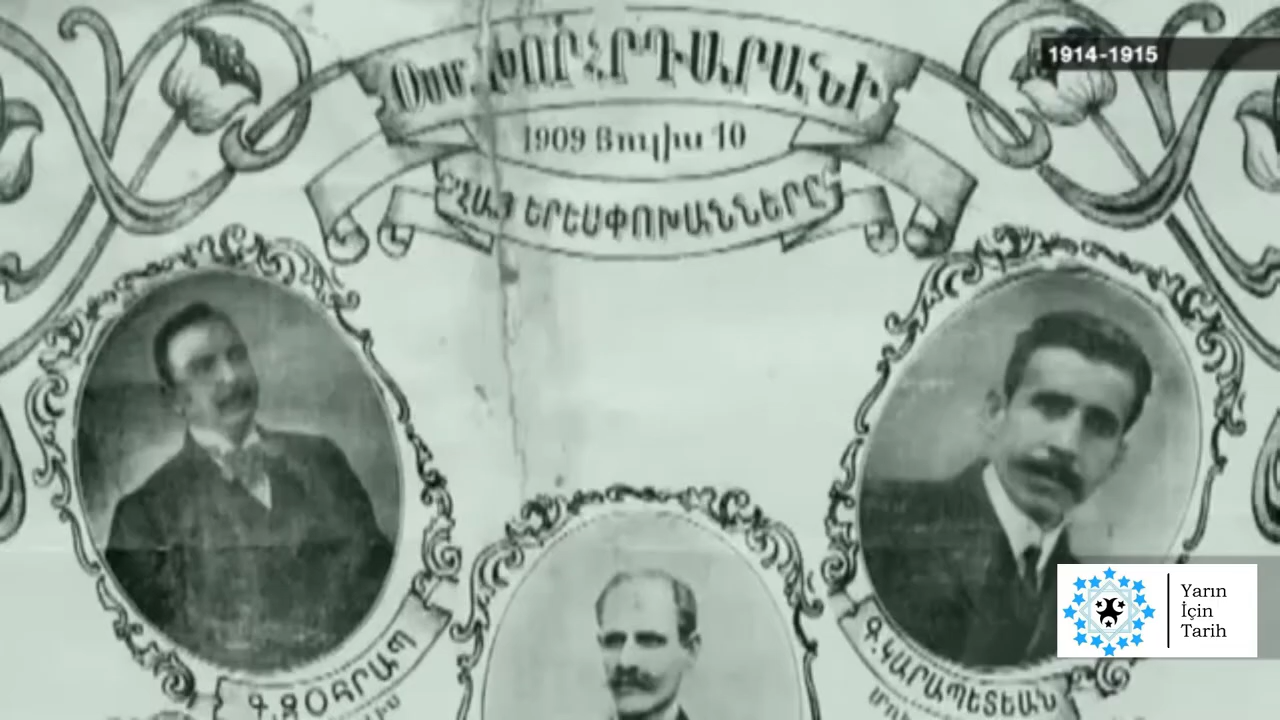 1914-1915
Օսմ. ԽՈՐՀՐԴԱՐԱՆԻ
1909 Յուլիս 10
ՀԱՅ ԵՐԵՍՓՈԽԱՆՆԵՐԸ
Գ. ԶՕՀՐԱՊ
Գ. ԿԱՐԱՊԵՏԵԱՆ
Yarın
İçin
Tarih